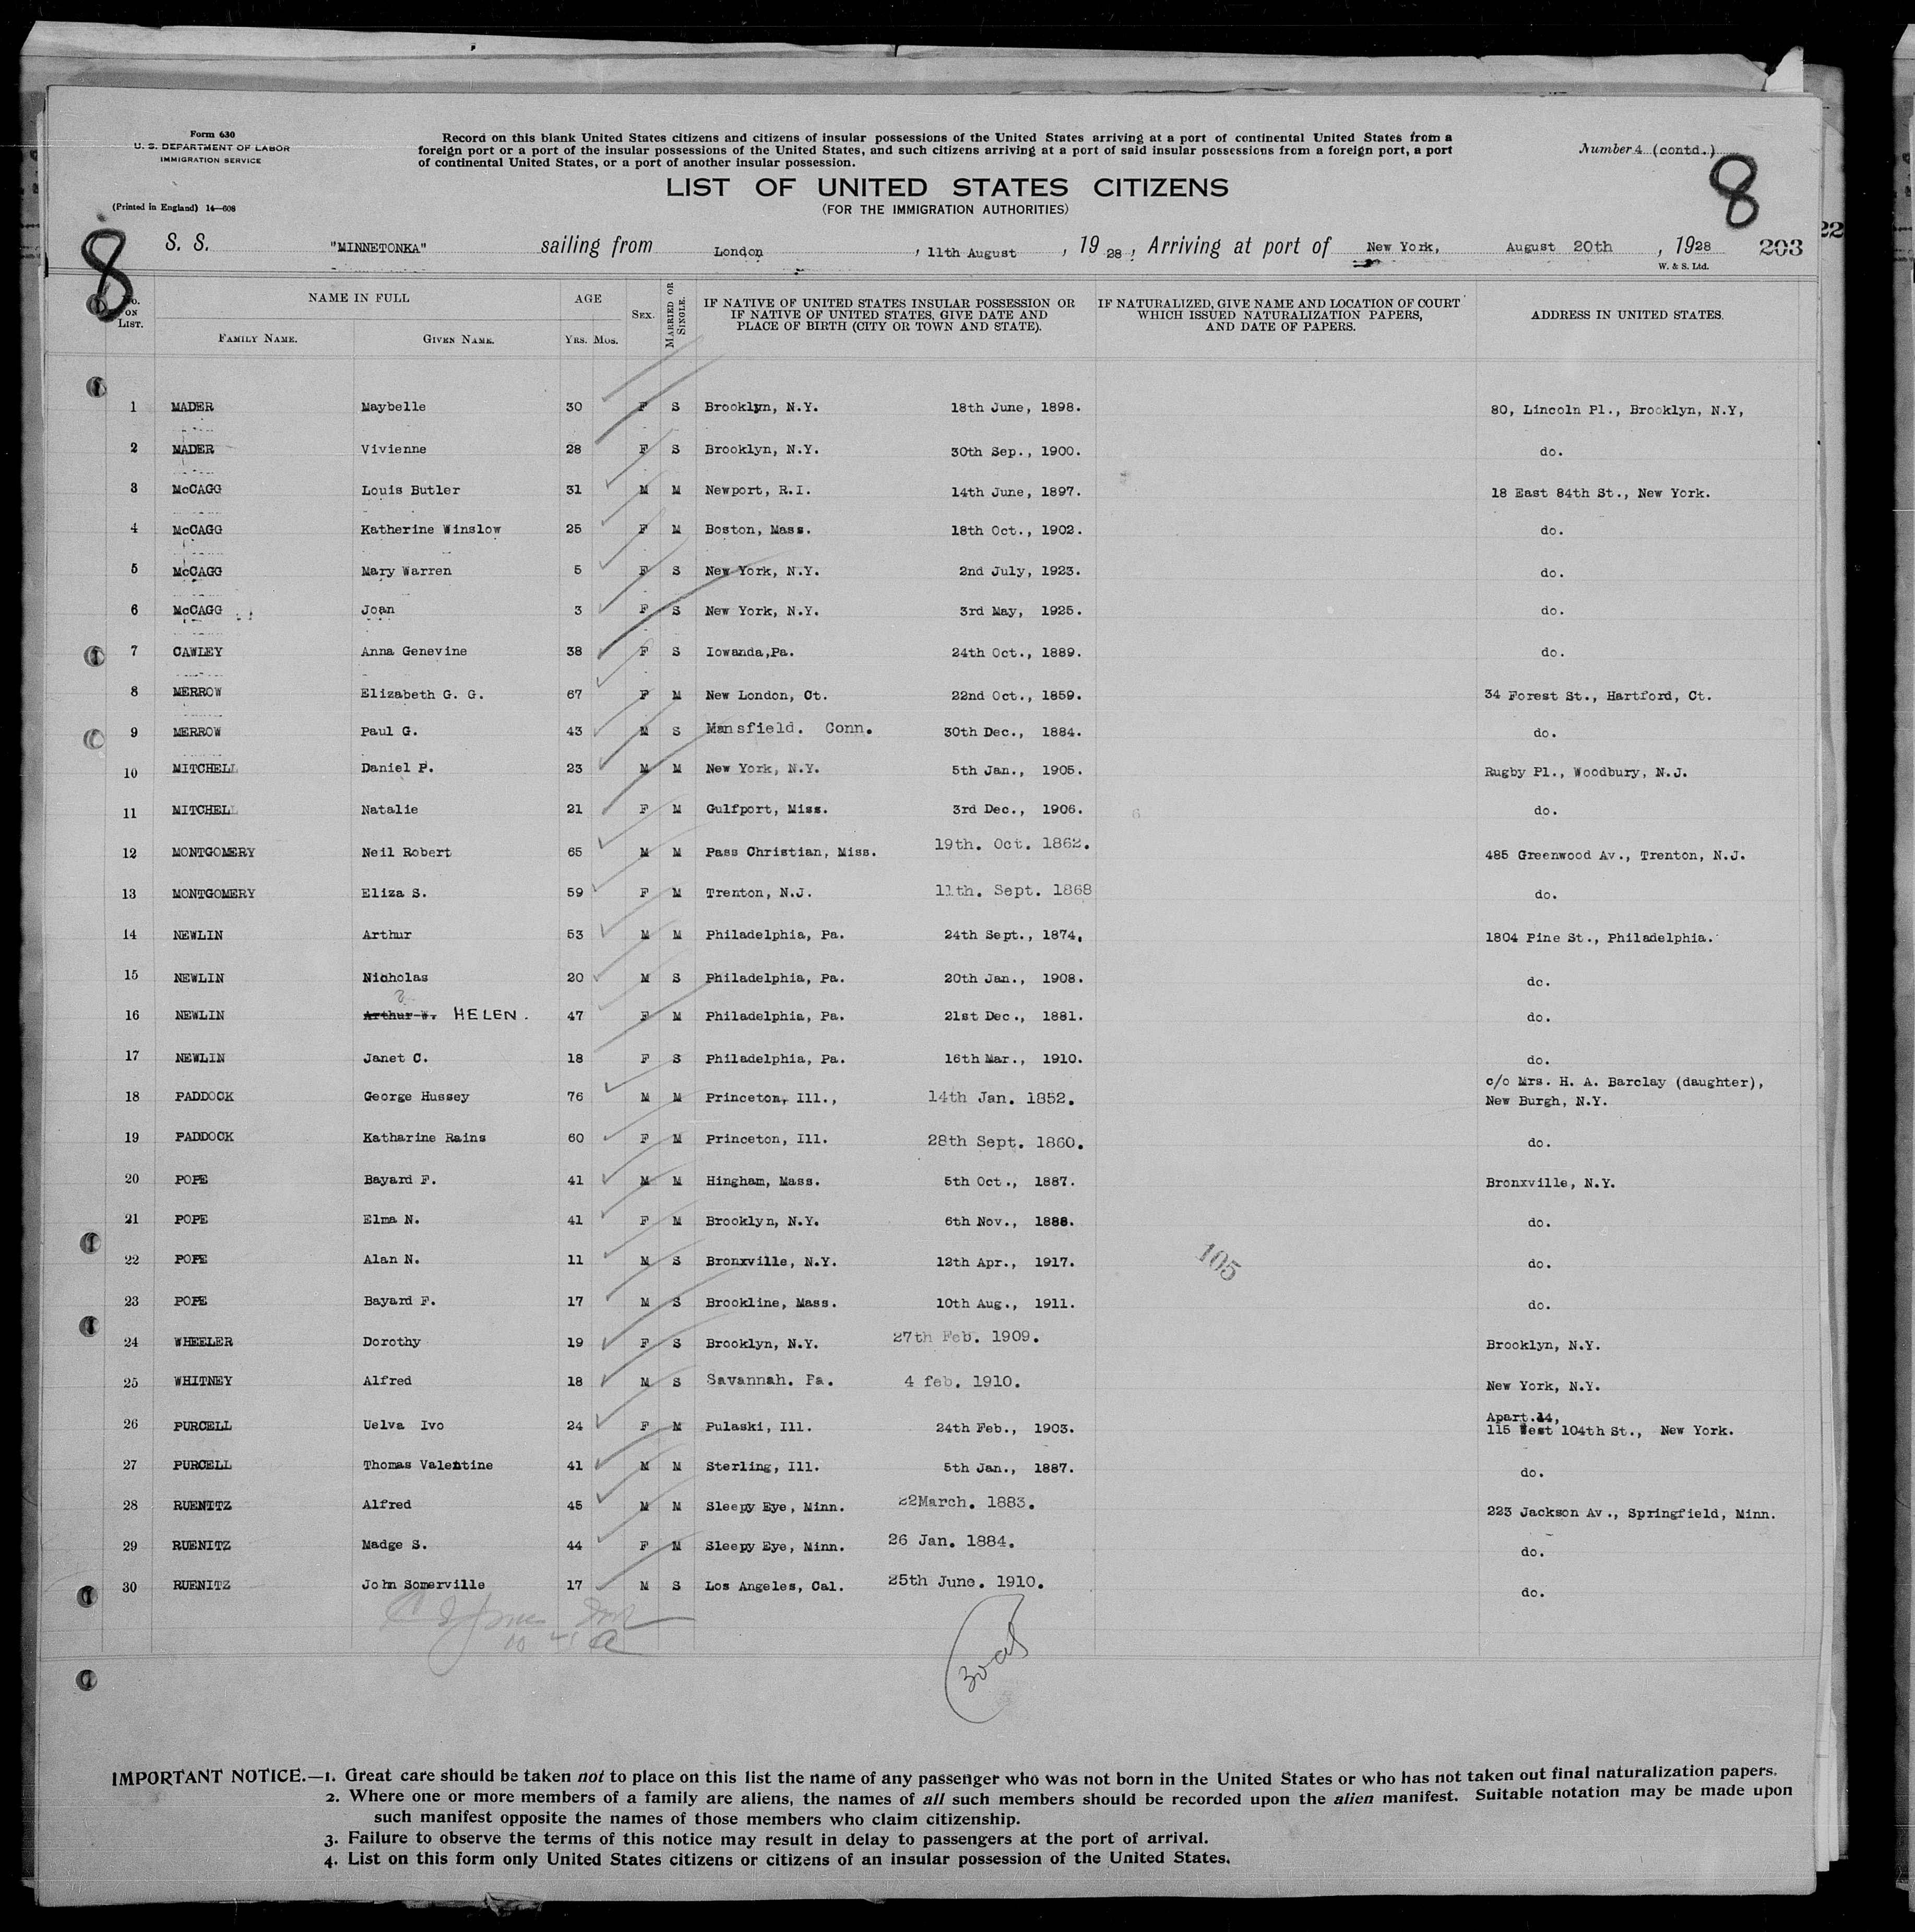 Form 630
U. S. DEPARTMENT OF LABOR
IMMIGRATION SERVICE
(Printed in England) 14—608
Record on this blank United States citizens and citizens of insular possessions of the United States arriving at a port of continental United States from a
foreign port or a port of the insular possessions of the United States, and such citizens arriving at a port of said insular possessions from a foreign port, a port
of continental United States, or a port of another insular possession.
Number 4 (contd.)
8
LIST OF UNITED STATES CITIZENS
(FOR THE IMMIGRATION AUTHORITIES)
8
S. S. "MINNETONKA" sailing from London, 11th August, 1928, Arriving at port of New York, August 20th, 1928 203
22
W. & S. Ltd.
No. ON LIST. NAME IN FULL AGE SEX. MARRIED OR SINGLE. IF NATIVE OF UNITED STATES INSULAR POSSESSION OR IF NATIVE OF UNITED STATES, GIVE DATE AND PLACE OF BIRTH (CITY OR TOWN AND STATE). IF NATURALIZED, GIVE NAME AND LOCATION OF COURT WHICH ISSUED NATURALIZATION PAPERS, AND DATE OF PAPERS. ADDRESS IN UNITED STATES.
FAMILY NAME. GIVEN NAME. YRS. MOS.
1 MADER Maybelle 30 F S Brooklyn, N.Y. 18th June, 1898. 80, Lincoln Pl., Brooklyn, N.Y,
2 MADER Vivienne 28 F S Brooklyn, N.Y. 30th Sep., 1900. do.
3 McCAGG Louis Butler 31 M M Newport, R.I. 14th June, 1897. 18 East 84th St., New York.
4 McCAGG Katherine Winslow 25 F M Boston, Mass. 18th Oct., 1902. do.
5 McCAGG Mary Warren 5 F S New York, N.Y. 2nd July, 1923. do.
6 McCAGG Joan 3 F S New York, N.Y. 3rd May, 1925. do.
7 CAWLEY Anna Genevine 38 F S Iowanda,Pa. 24th Oct., 1889. do.
8 MERROW Elizabeth G. G. 67 F M New London, Ct. 22nd Oct., 1859. 34 Forest St., Hartford, Ct.
9 MERROW Paul G. 43 M S Mansfield. Conn. 30th Dec., 1884. do.
10 MITCHELL Daniel P. 23 M M New York, N.Y. 5th Jan., 1905. Rugby Pl., Woodbury, N.J.
11 MITCHELL Natalie 21 F M Gulfport, Miss. 3rd Dec., 1906. do.
12 MONTGOMERY Neil Robert 65 M M Pass Christian, Miss. 19th. Oct. 1862. 485 Greenwood Av., Trenton, N.J.
13 MONTGOMERY Eliza S. 59 F M Trenton, N.J. 11th. Sept. 1868 do.
14 NEWLIN Arthur 53 M M Philadelphia, Pa. 24th Sept., 1874, 1804 Pine St., Philadelphia.
15 NEWLIN Nicholas 20 M S Philadelphia, Pa. 20th Jan., 1908. do.
16 NEWLIN Arthur W. HELEN. 47 F M Philadelphia, Pa. 21st Dec., 1881. do.
17 NEWLIN Janet C. 18 F S Philadelphia, Pa. 16th Mar., 1910. do.
18 PADDOCK George Hussey 76 M M Princeton, Ill., 14th Jan. 1852. c/o Mrs. H. A. Barclay (daughter),
New Burgh, N.Y.
19 PADDOCK Katharine Rains 60 F M Princeton, Ill. 28th Sept. 1860. do.
20 POPE Bayard F. 41 M M Hingham, Mass. 5th Oct., 1887. Bronxville, N.Y.
21 POPE Elma N. 41 F M Brooklyn, N.Y. 6th Nov., 1888. do.
22 POPE Alan N. 11 M S Bronxville, N.Y. 12th Apr., 1917. do.
105
23 POPE Bayard F. 17 M S Brookline, Mass. 10th Aug., 1911. do.
24 WHEELER Dorothy 19 F S Brooklyn, N.Y. 27th Feb. 1909. Brooklyn, N.Y.
25 WHITNEY Alfred 18 M S Savannah. Fa. 4 feb. 1910. New York, N.Y.
Apart.14,
26 PURCELL Uelva Ivo 24 F M Pulaski, Ill. 24th Feb., 1903. 115 West 104th St., New York.
27 PURCELL Thomas Valentine 41 M M Sterling, Ill. 5th Jan., 1887. do.
28 RUENITZ Alfred 45 M M Sleepy Eye, Minn. 22March. 1883. 223 Jackson Av., Springfield, Minn.
29 RUENITZ Madge S. 44 F M Sleepy Eye, Minn. 26 Jan. 1884. do.
30 RUENITZ John Somerville 17 M S Los Angeles, Cal. 25th June. 1910. do.
IMPORTANT NOTICE.—1. Great care should be taken not to place on this list the name of any passenger who was not born in the United States or who has not taken out final naturalization papers.
2. Where one or more members of a family are aliens, the names of all such members should be recorded upon the alien manifest. Suitable notation may be made upon
such manifest opposite the names of those members who claim citizenship.
3. Failure to observe the terms of this notice may result in delay to passengers at the port of arrival.
4. List on this form only United States citizens or citizens of an insular possession of the United States.